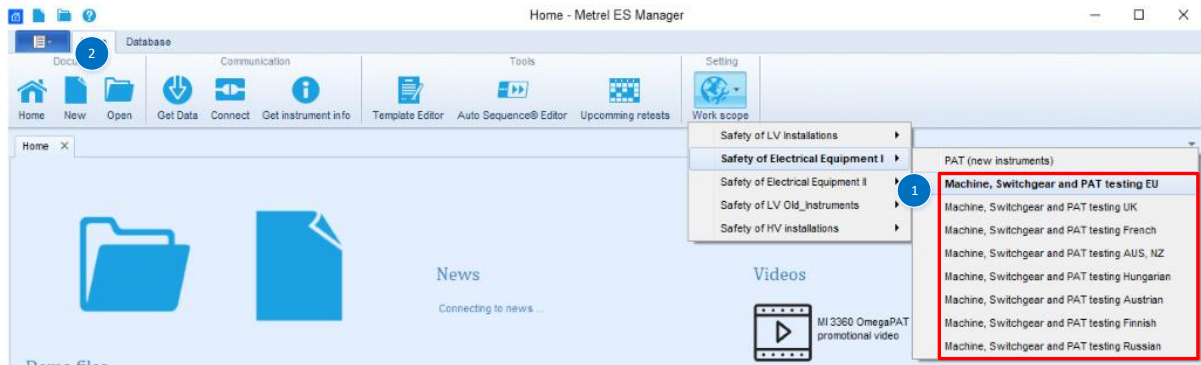 Home - Metrel ES Manager
2
Database
Communication
Tools
Setting
Home
New
Open
Get Data
Connect
Get instrument info
Template Editor
Auto Sequence® Editor
Upcomming retests
Work scope
Home
Safety of LV Installations
Safety of Electrical Equipment I
Safety of Electrical Equipment II
Safety of LV Old_Instruments
Safety of HV installations
1
PAT (new instruments)
Machine, Switchgear and PAT testing EU
Machine, Switchgear and PAT testing UK
Machine, Switchgear and PAT testing French
Machine, Switchgear and PAT testing AUS, NZ
Machine, Switchgear and PAT testing Hungarian
Machine, Switchgear and PAT testing Austrian
Machine, Switchgear and PAT testing Finnish
Machine, Switchgear and PAT testing Russian
News
Connecting to news ...
Videos
MI 3360 OmegaPAT
promotional video